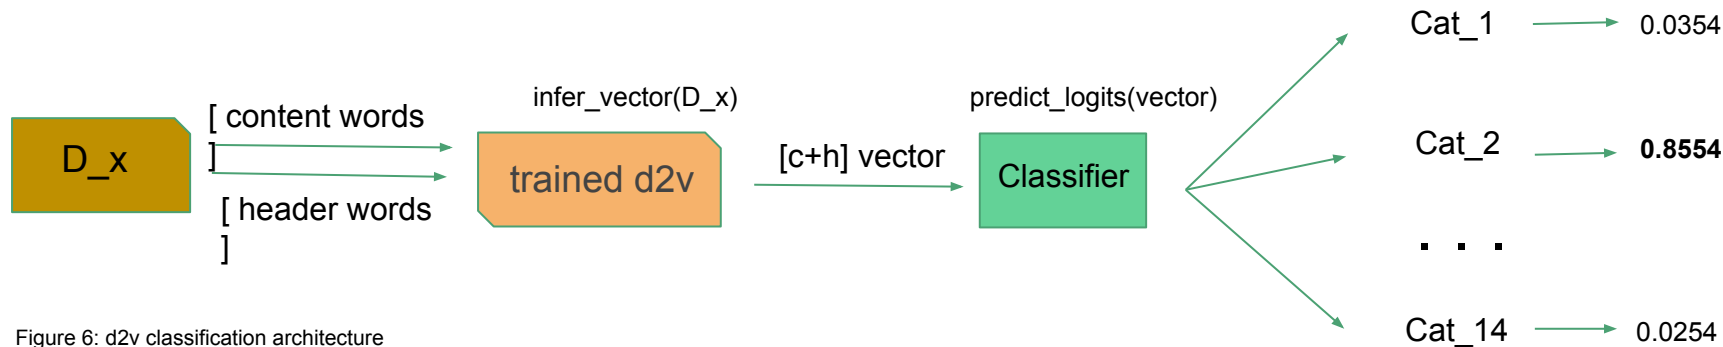 D_x
[ content words
]
[ header words
]
infer_vector(D_x)
trained d2v
[c+h] vector
predict_logits(vector)
Classifier
Cat_1
0.0354
Cat_2
0.8554
. . .
Cat_14
0.0254
Figure 6: d2v classification architecture